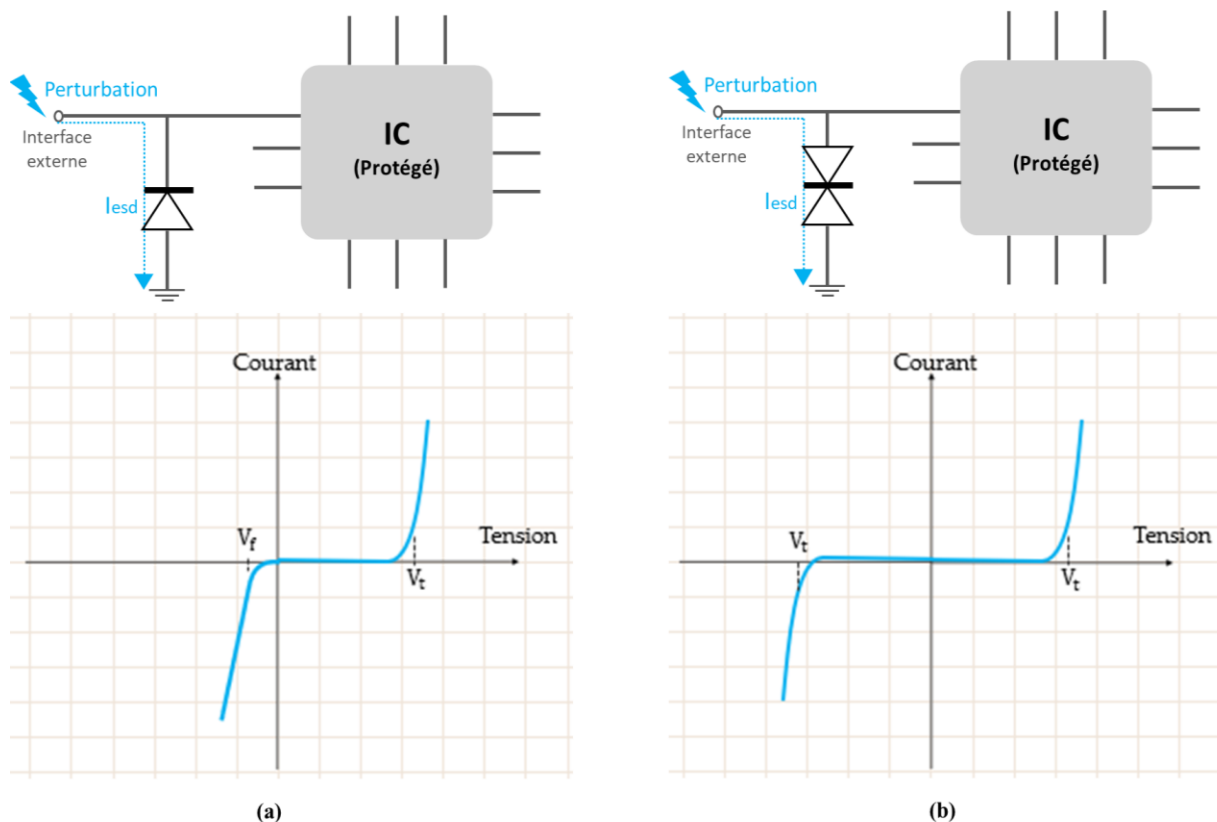 Perturbation
Interface
externe
Iesd
IC
(Protégé)
Courant
Vf
Tension
Vt
(a)
Perturbation
Interface
externe
Iesd
IC
(Protégé)
Courant
Vt
Tension
Vt
(b)